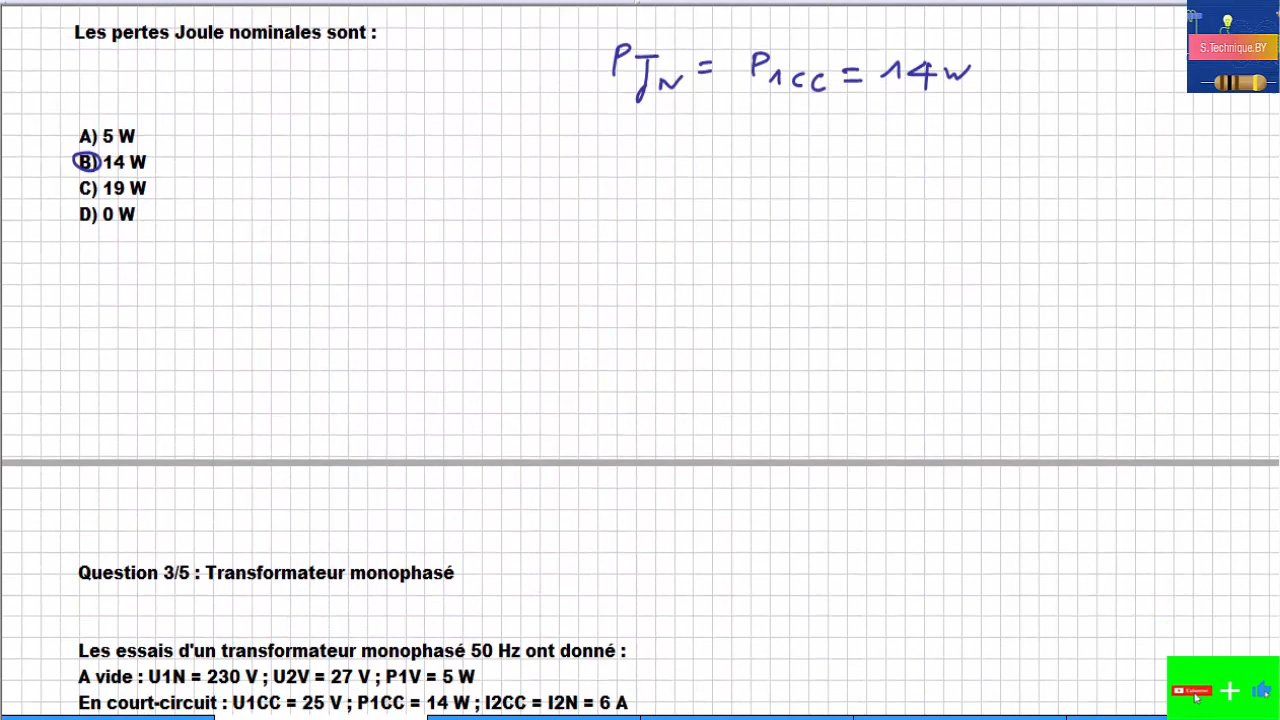 Les pertes Joule nominales sont :
PJN = P1CC = 14 W
S.Technique.BY
A) 5 W
B) 14 W
C) 19 W
D) 0 W
Question 3/5 : Transformateur monophasé
Les essais d'un transformateur monophasé 50 Hz ont donné :
A vide : U1N = 230 V ; U2V = 27 V ; P1V = 5 W
En court-circuit : U1CC = 25 V ; P1CC = 14 W ; I2CC = I2N = 6 A